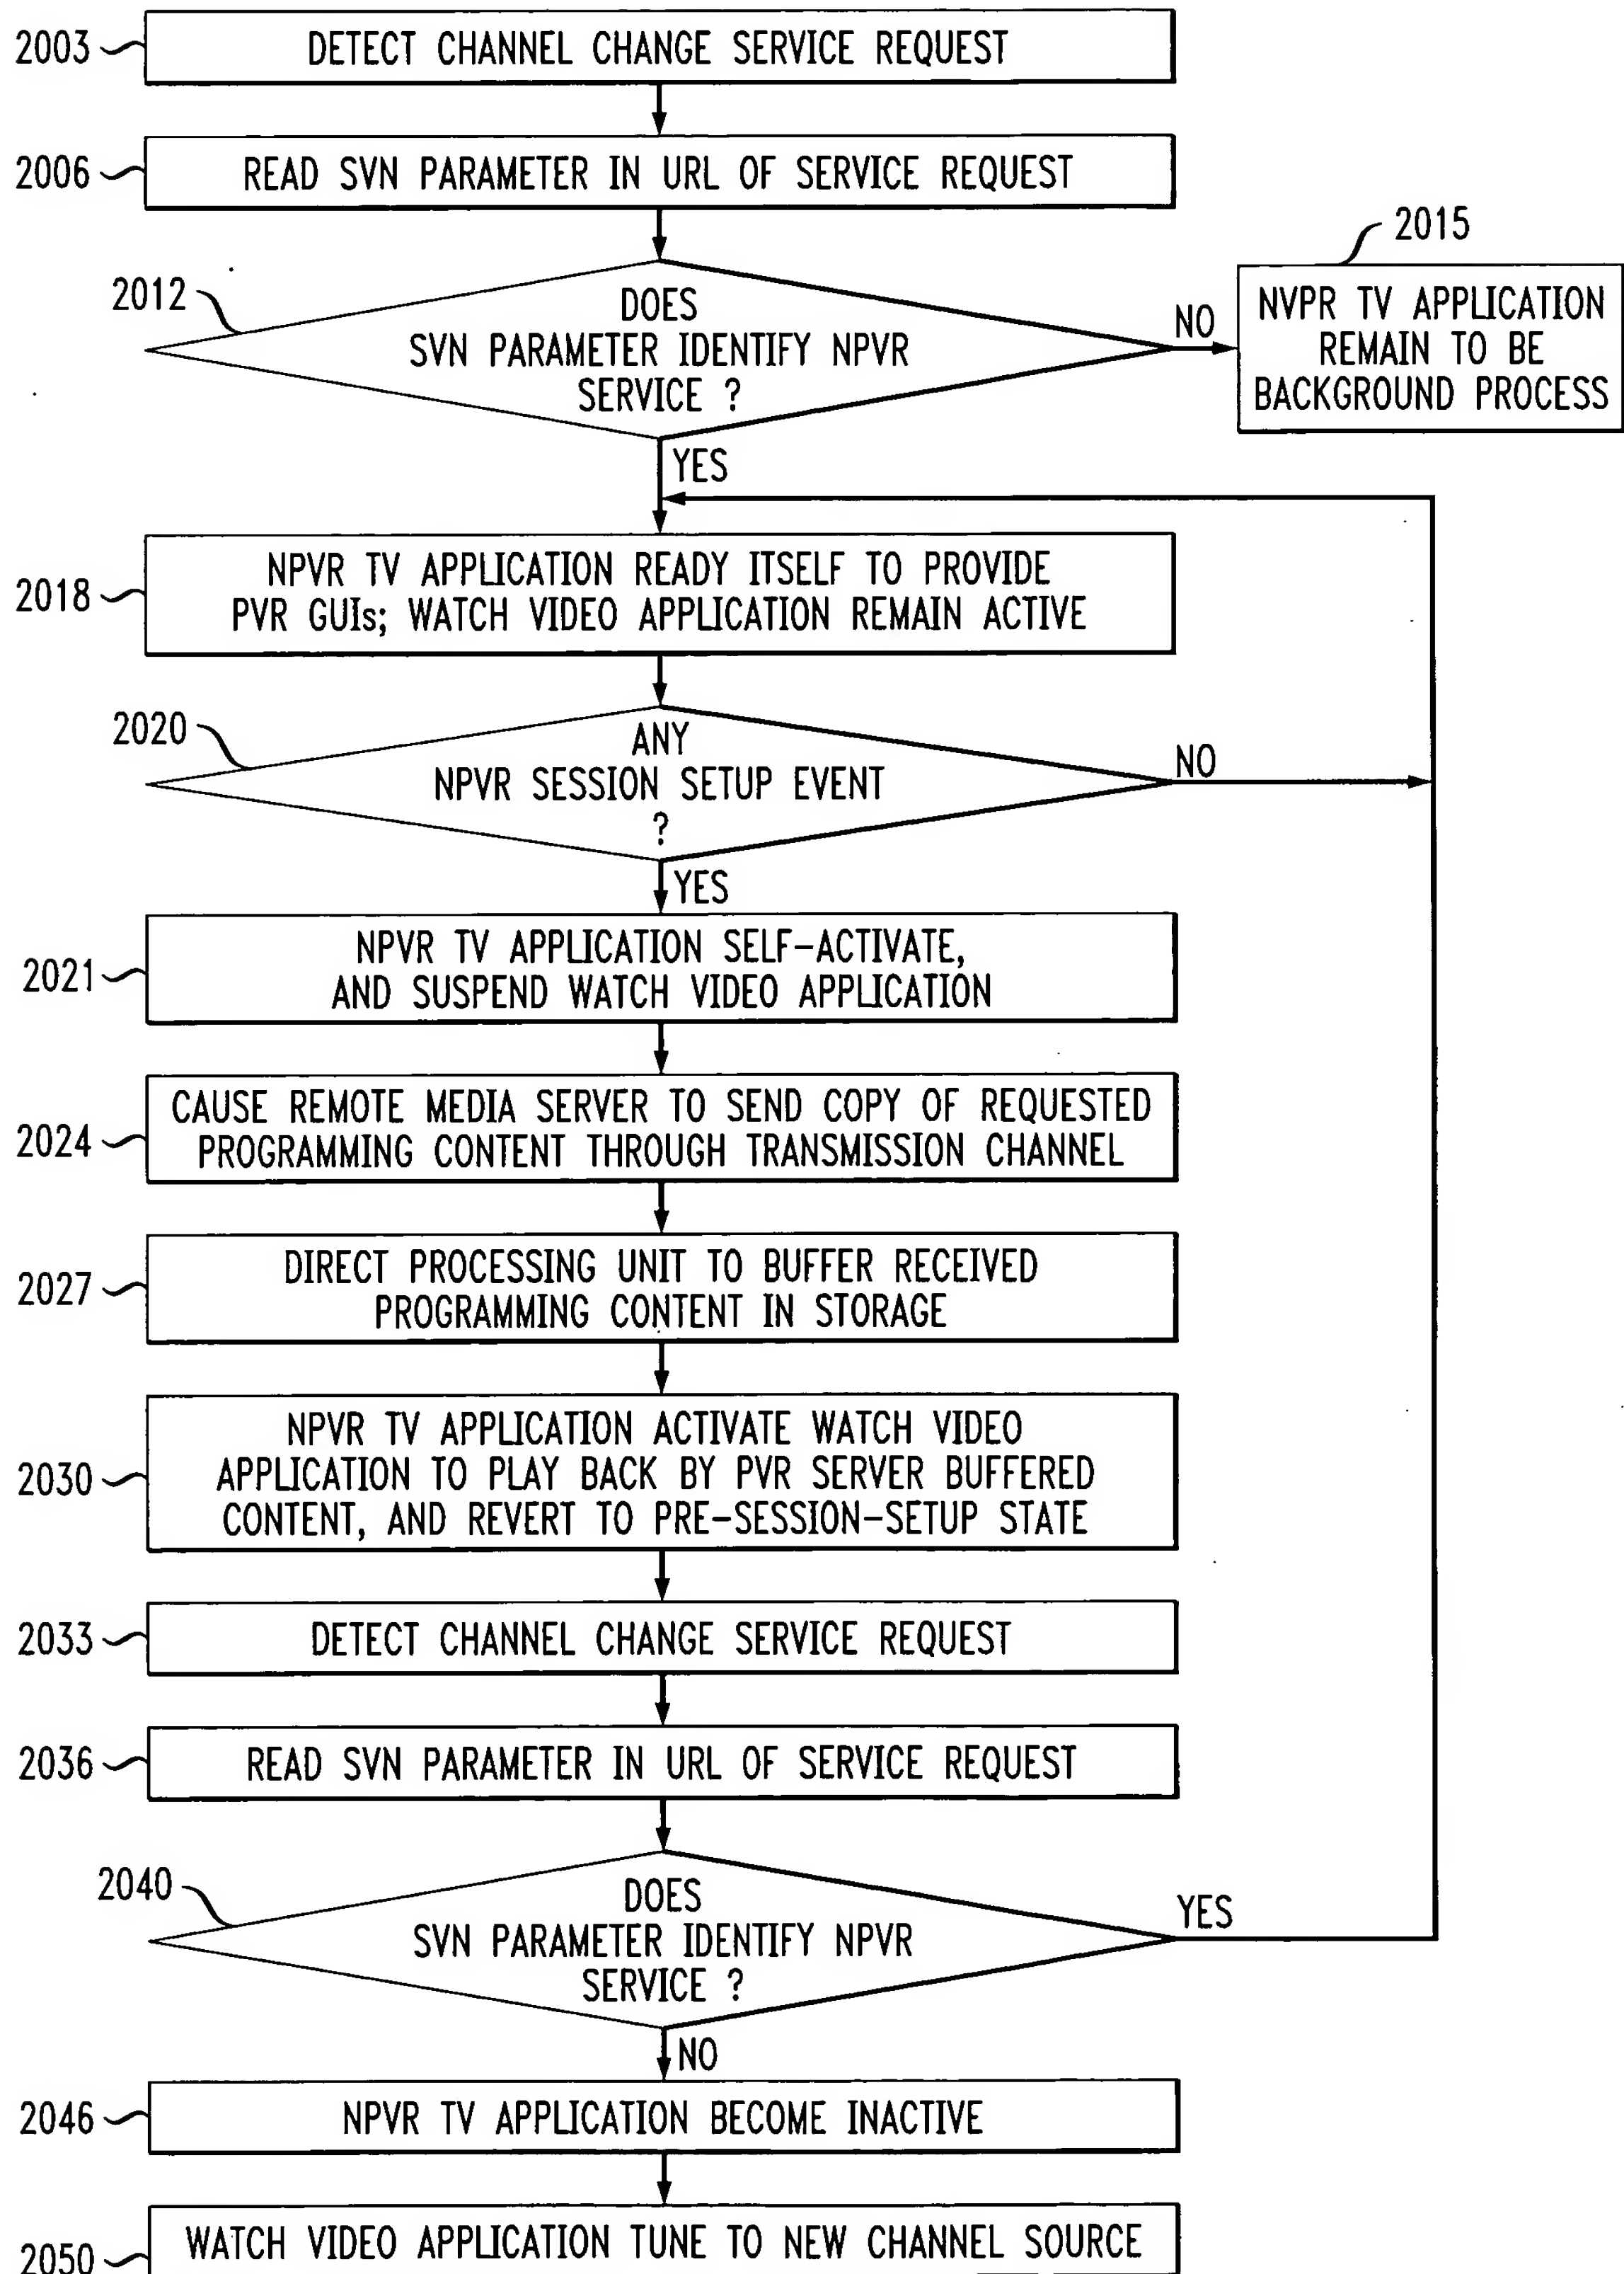 2003
DETECT CHANNEL CHANGE SERVICE REQUEST
2006
READ SVN PARAMETER IN URL OF SERVICE REQUEST
2012
DOES
SVN PARAMETER IDENTIFY NPVR
SERVICE ?
NO
2015
NVPR TV APPLICATION
REMAIN TO BE
BACKGROUND PROCESS
YES
2018
NPVR TV APPLICATION READY ITSELF TO PROVIDE
PVR GUIs; WATCH VIDEO APPLICATION REMAIN ACTIVE
2020
ANY
NPVR SESSION SETUP EVENT
?
NO
YES
2021
NPVR TV APPLICATION SELF-ACTIVATE,
AND SUSPEND WATCH VIDEO APPLICATION
2024
CAUSE REMOTE MEDIA SERVER TO SEND COPY OF REQUESTED
PROGRAMMING CONTENT THROUGH TRANSMISSION CHANNEL
2027
DIRECT PROCESSING UNIT TO BUFFER RECEIVED
PROGRAMMING CONTENT IN STORAGE
2030
NPVR TV APPLICATION ACTIVATE WATCH VIDEO
APPLICATION TO PLAY BACK BY PVR SERVER BUFFERED
CONTENT, AND REVERT TO PRE-SESSION-SETUP STATE
2033
DETECT CHANNEL CHANGE SERVICE REQUEST
2036
READ SVN PARAMETER IN URL OF SERVICE REQUEST
2040
DOES
SVN PARAMETER IDENTIFY NPVR
SERVICE ?
YES
NO
2046
NPVR TV APPLICATION BECOME INACTIVE
2050
WATCH VIDEO APPLICATION TUNE TO NEW CHANNEL SOURCE